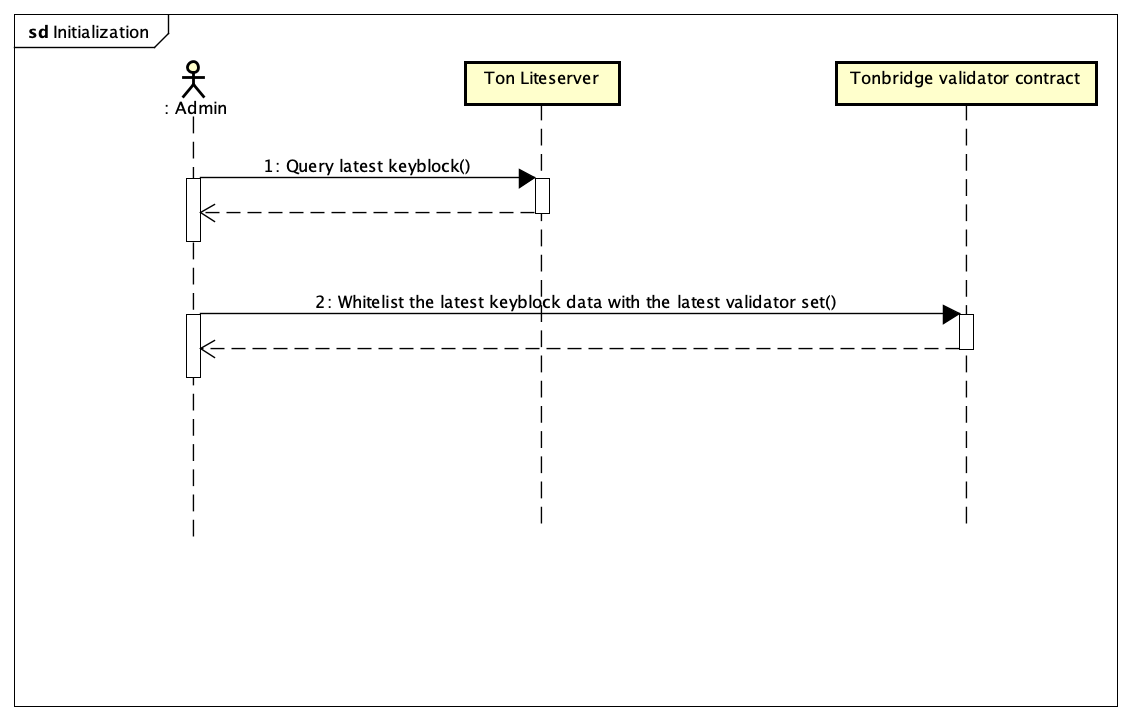 sd Initialization
: Admin
Ton Liteserver
Tonbridge validator contract
1: Query latest keyblock()
2: Whitelist the latest keyblock data with the latest validator set()